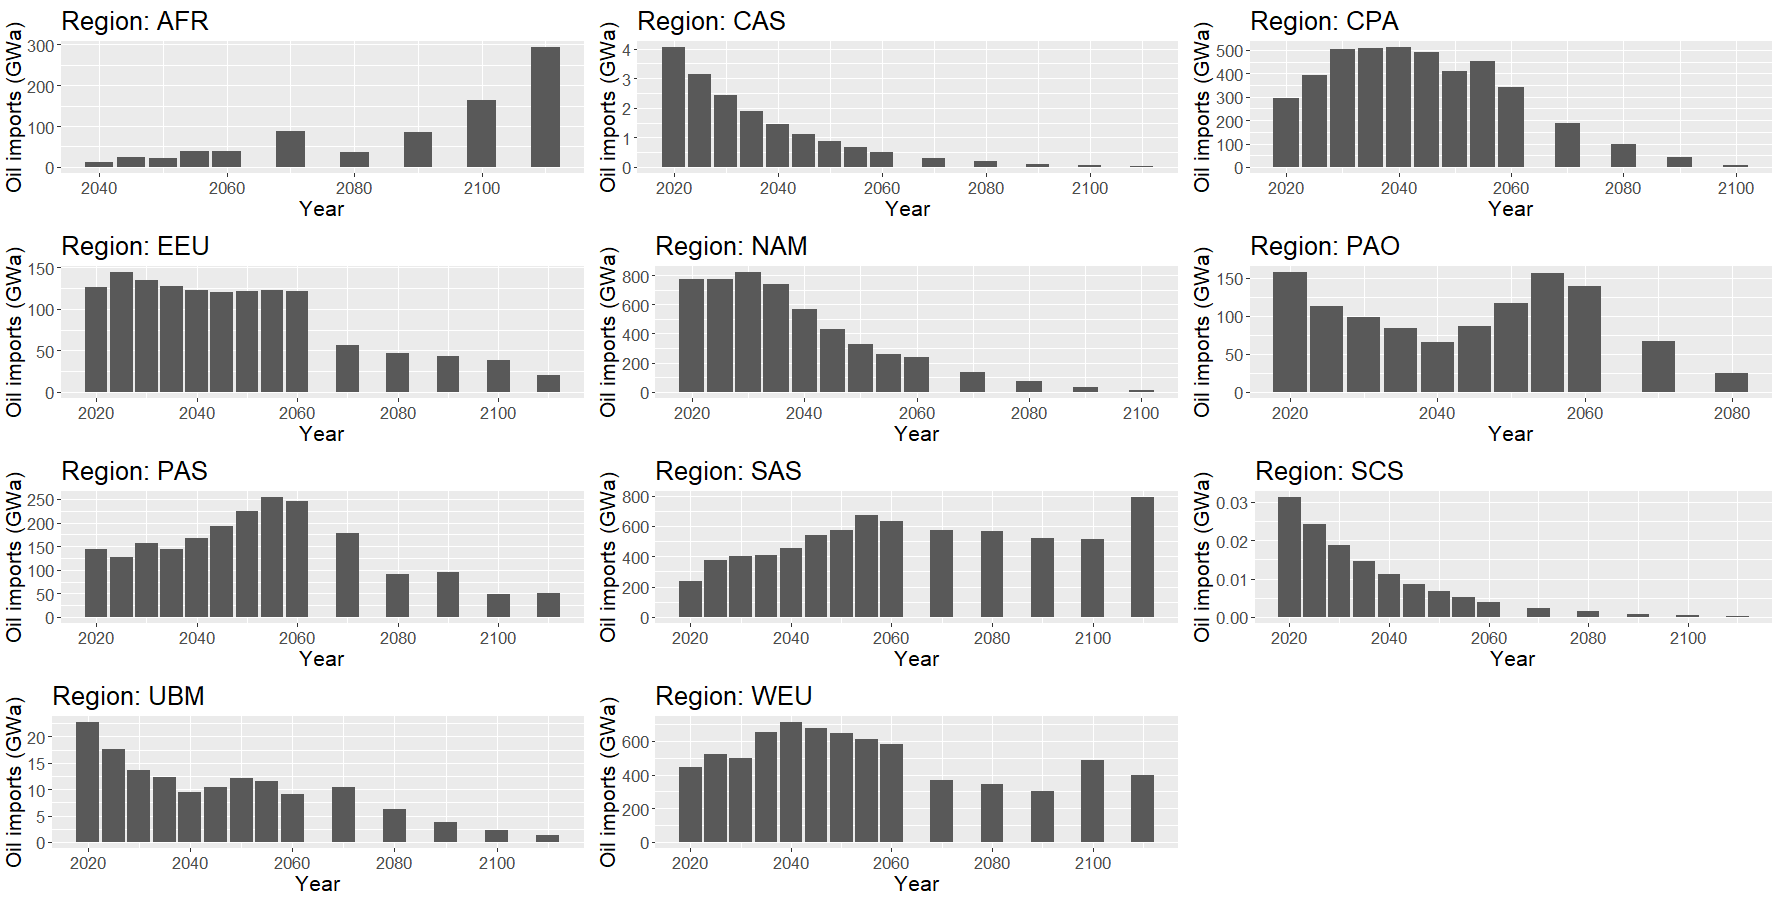 Region: AFR
Oil imports (GWa)
300
200
100
0
2040 2060 2080 2100
Year
Region: CAS
Oil imports (GWa)
4
3
2
1
0
2020 2040 2060 2080 2100
Year
Region: CPA
Oil imports (GWa)
500
400
300
200
100
0
2020 2040 2060 2080 2100
Year
Region: EEU
Oil imports (GWa)
150
100
50
0
2020 2040 2060 2080 2100
Year
Region: NAM
Oil imports (GWa)
800
600
400
200
0
2020 2040 2060 2080 2100
Year
Region: PAO
Oil imports (GWa)
150
100
50
0
2020 2040 2060 2080
Year
Region: PAS
Oil imports (GWa)
250
200
150
100
50
0
2020 2040 2060 2080 2100
Year
Region: SAS
Oil imports (GWa)
800
600
400
200
0
2020 2040 2060 2080 2100
Year
Region: SCS
Oil imports (GWa)
0.03
0.02
0.01
0.00
2020 2040 2060 2080 2100
Year
Region: UBM
Oil imports (GWa)
20
15
10
5
0
2020 2040 2060 2080 2100
Year
Region: WEU
Oil imports (GWa)
600
400
200
0
2020 2040 2060 2080 2100
Year